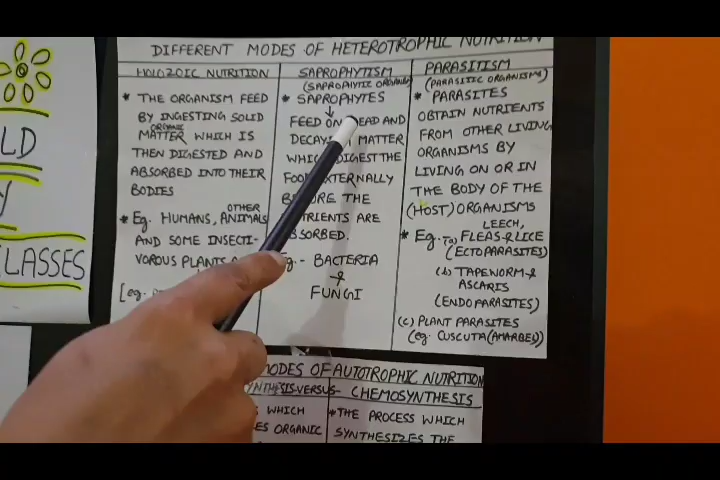 DIFFERENT MODES OF HETEROTROPHIC NUTRITION
HOLOZOIC NUTRITION
* THE ORGANISM FEED
BY INGESTING SOLID
ORGANIC
MATTER WHICH IS
THEN DIGESTED AND
ABSORBED INTO THEIR
BODIES
* Eg. HUMANS, OTHER ANIMALS
AND SOME INSECTI-
VOROUS PLANTS
[eg.
SAPROPHYTISM
(SAPROPHYTIC ORGANISMS)
* SAPROPHYTES
↓
FEED ON DEAD AND
MATTER
WHICH DIGEST THE
FOOD EXTERNALLY
BEFORE THE
ARE
ABSORBED.
Eg.- BACTERIA
&
FUNGI
PARASITISM
(PARASITIC ORGANISMS)
* PARASITES
OBTAIN NUTRIENTS
FROM OTHER LIVING
ORGANISMS BY
LIVING ON OR IN
THE BODY OF THE
(HOST) ORGANISMS
LEECH,
* Eg. (a) FLEAS & LICE
(ECTOPARASITES)
(b) TAPEWORM &
ASCARIS
(ENDOPARASITES)
(c) PLANT PARASITES
(eg. CUSCUTA (AMARBEL))
LD
Y
CLASSES
MODES OF AUTOTROPHIC NUTRITION
VERSUS- CHEMOSYNTHESIS
WHICH
ORGANIC
* THE PROCESS WHICH
SYNTHESIZES THE